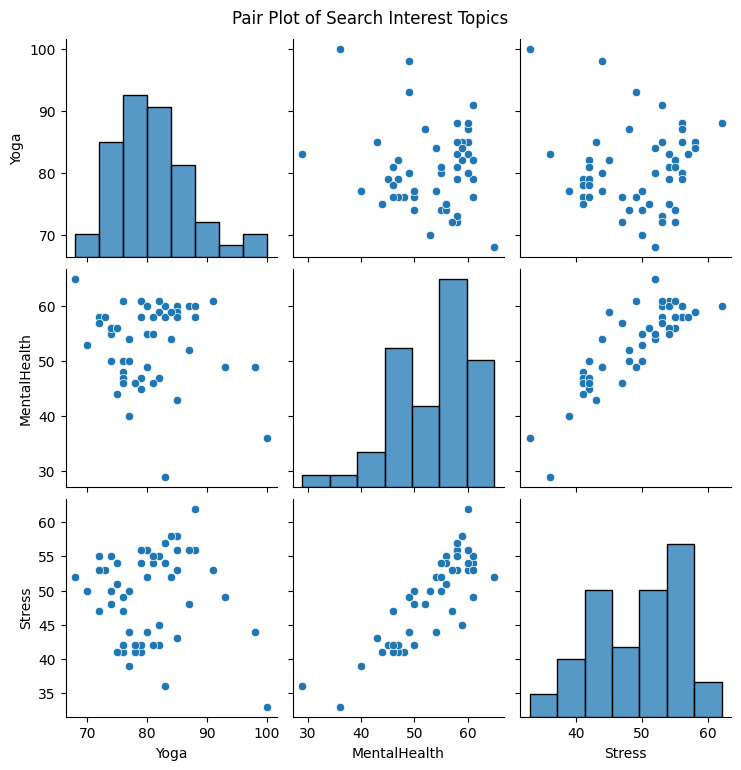 Pair Plot of Search Interest Topics
100
90
80
70
Yoga
60
50
40
30
MentalHealth
60
55
50
45
40
35
Stress
70 80 90 100
30 40 50 60
40 50 60
Yoga MentalHealth Stress